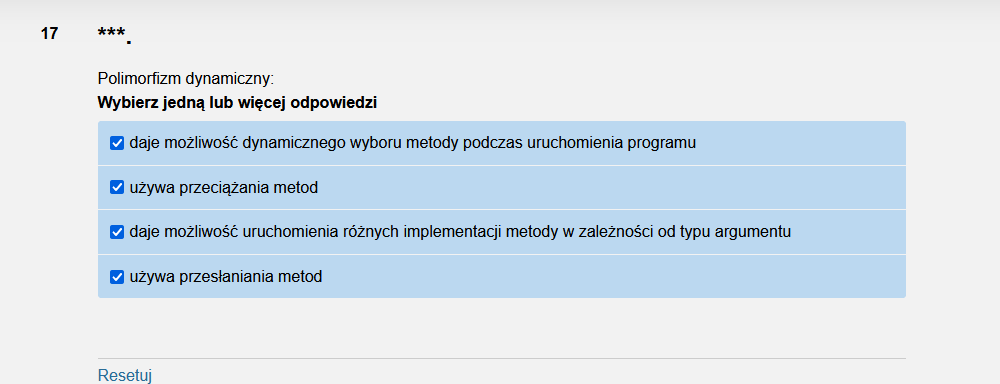 17
***.
Polimorfizm dynamiczny:
Wybierz jedną lub więcej odpowiedzi
daje możliwość dynamicznego wyboru metody podczas uruchomienia programu
używa przeciążania metod
daje możliwość uruchomienia różnych implementacji metody w zależności od typu argumentu
używa przesłaniania metod
Resetuj